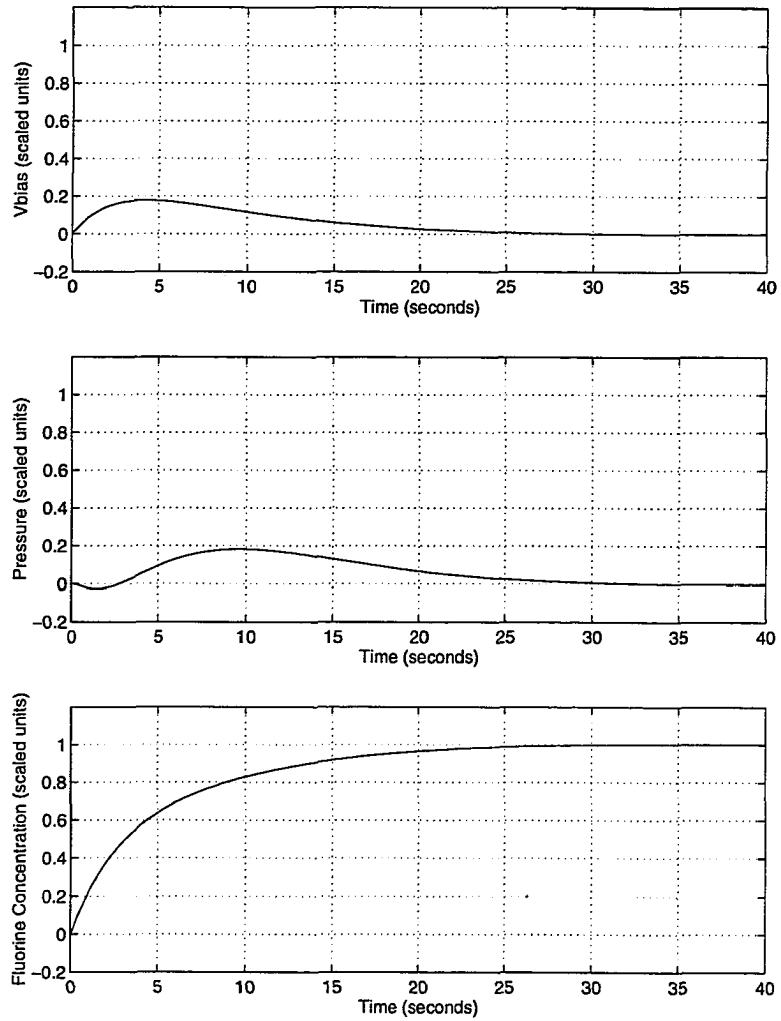 Vbias (scaled units)
1
0.8
0.6
0.4
0.2
0
−0.2
0 5 10 15 20 25 30 35 40
Time (seconds)
Pressure (scaled units)
1
0.8
0.6
0.4
0.2
0
−0.2
0 5 10 15 20 25 30 35 40
Time (seconds)
Fluorine Concentration (scaled units)
1
0.8
0.6
0.4
0.2
0
−0.2
0 5 10 15 20 25 30 35 40
Time (seconds)